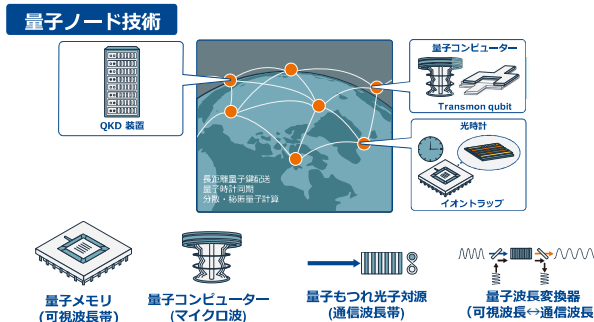 量子ノード技術
QKD 装置
長距離量子鍵配送
量子時計同期
分散・秘匿量子計算
量子コンピューター
Transmon qubit
光時計
イオントラップ
量子メモリ
(可視波長帯)
量子コンピューター
(マイクロ波)
量子もつれ光子対源
(通信波長帯)
量子波長変換器
(可視波長↔通信波長